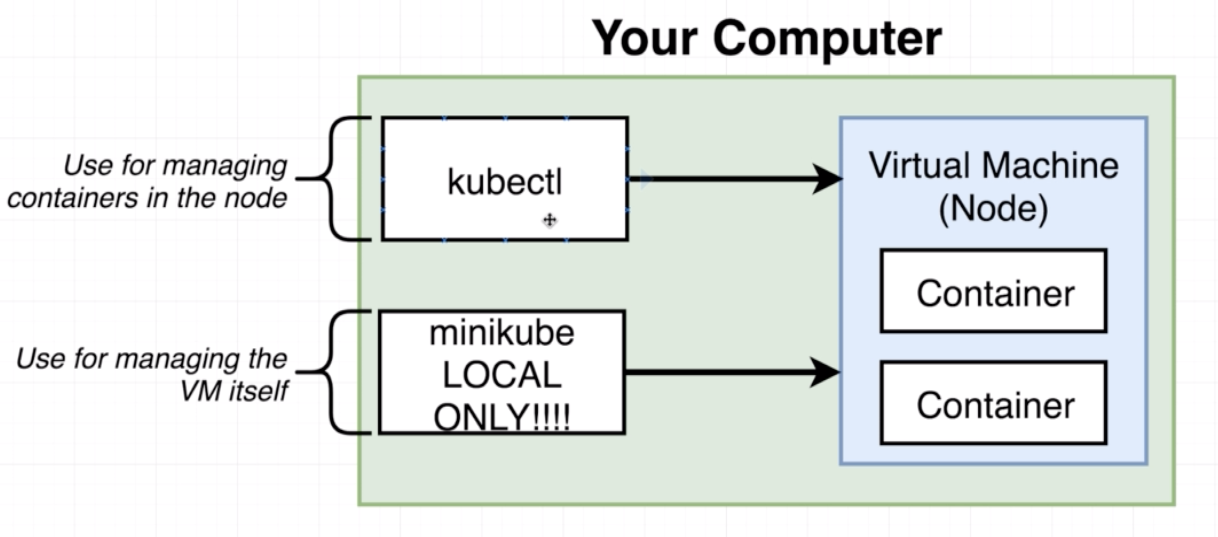 Your Computer
Use for managing
containers in the node
kubectl
Virtual Machine
(Node)
Container
Use for managing the
VM itself
minikube
LOCAL
ONLY!!!!
Container